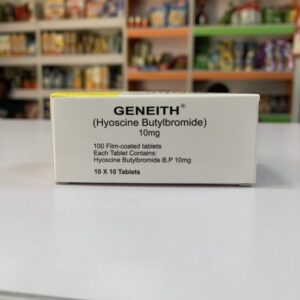 GENEITH®
(Hyoscine Butylbromide)
10mg
100 Film-coated tablets
Each Tablet Contains:
Hyoscine Butylbromide B.P 10mg
10 X 10 Tablets